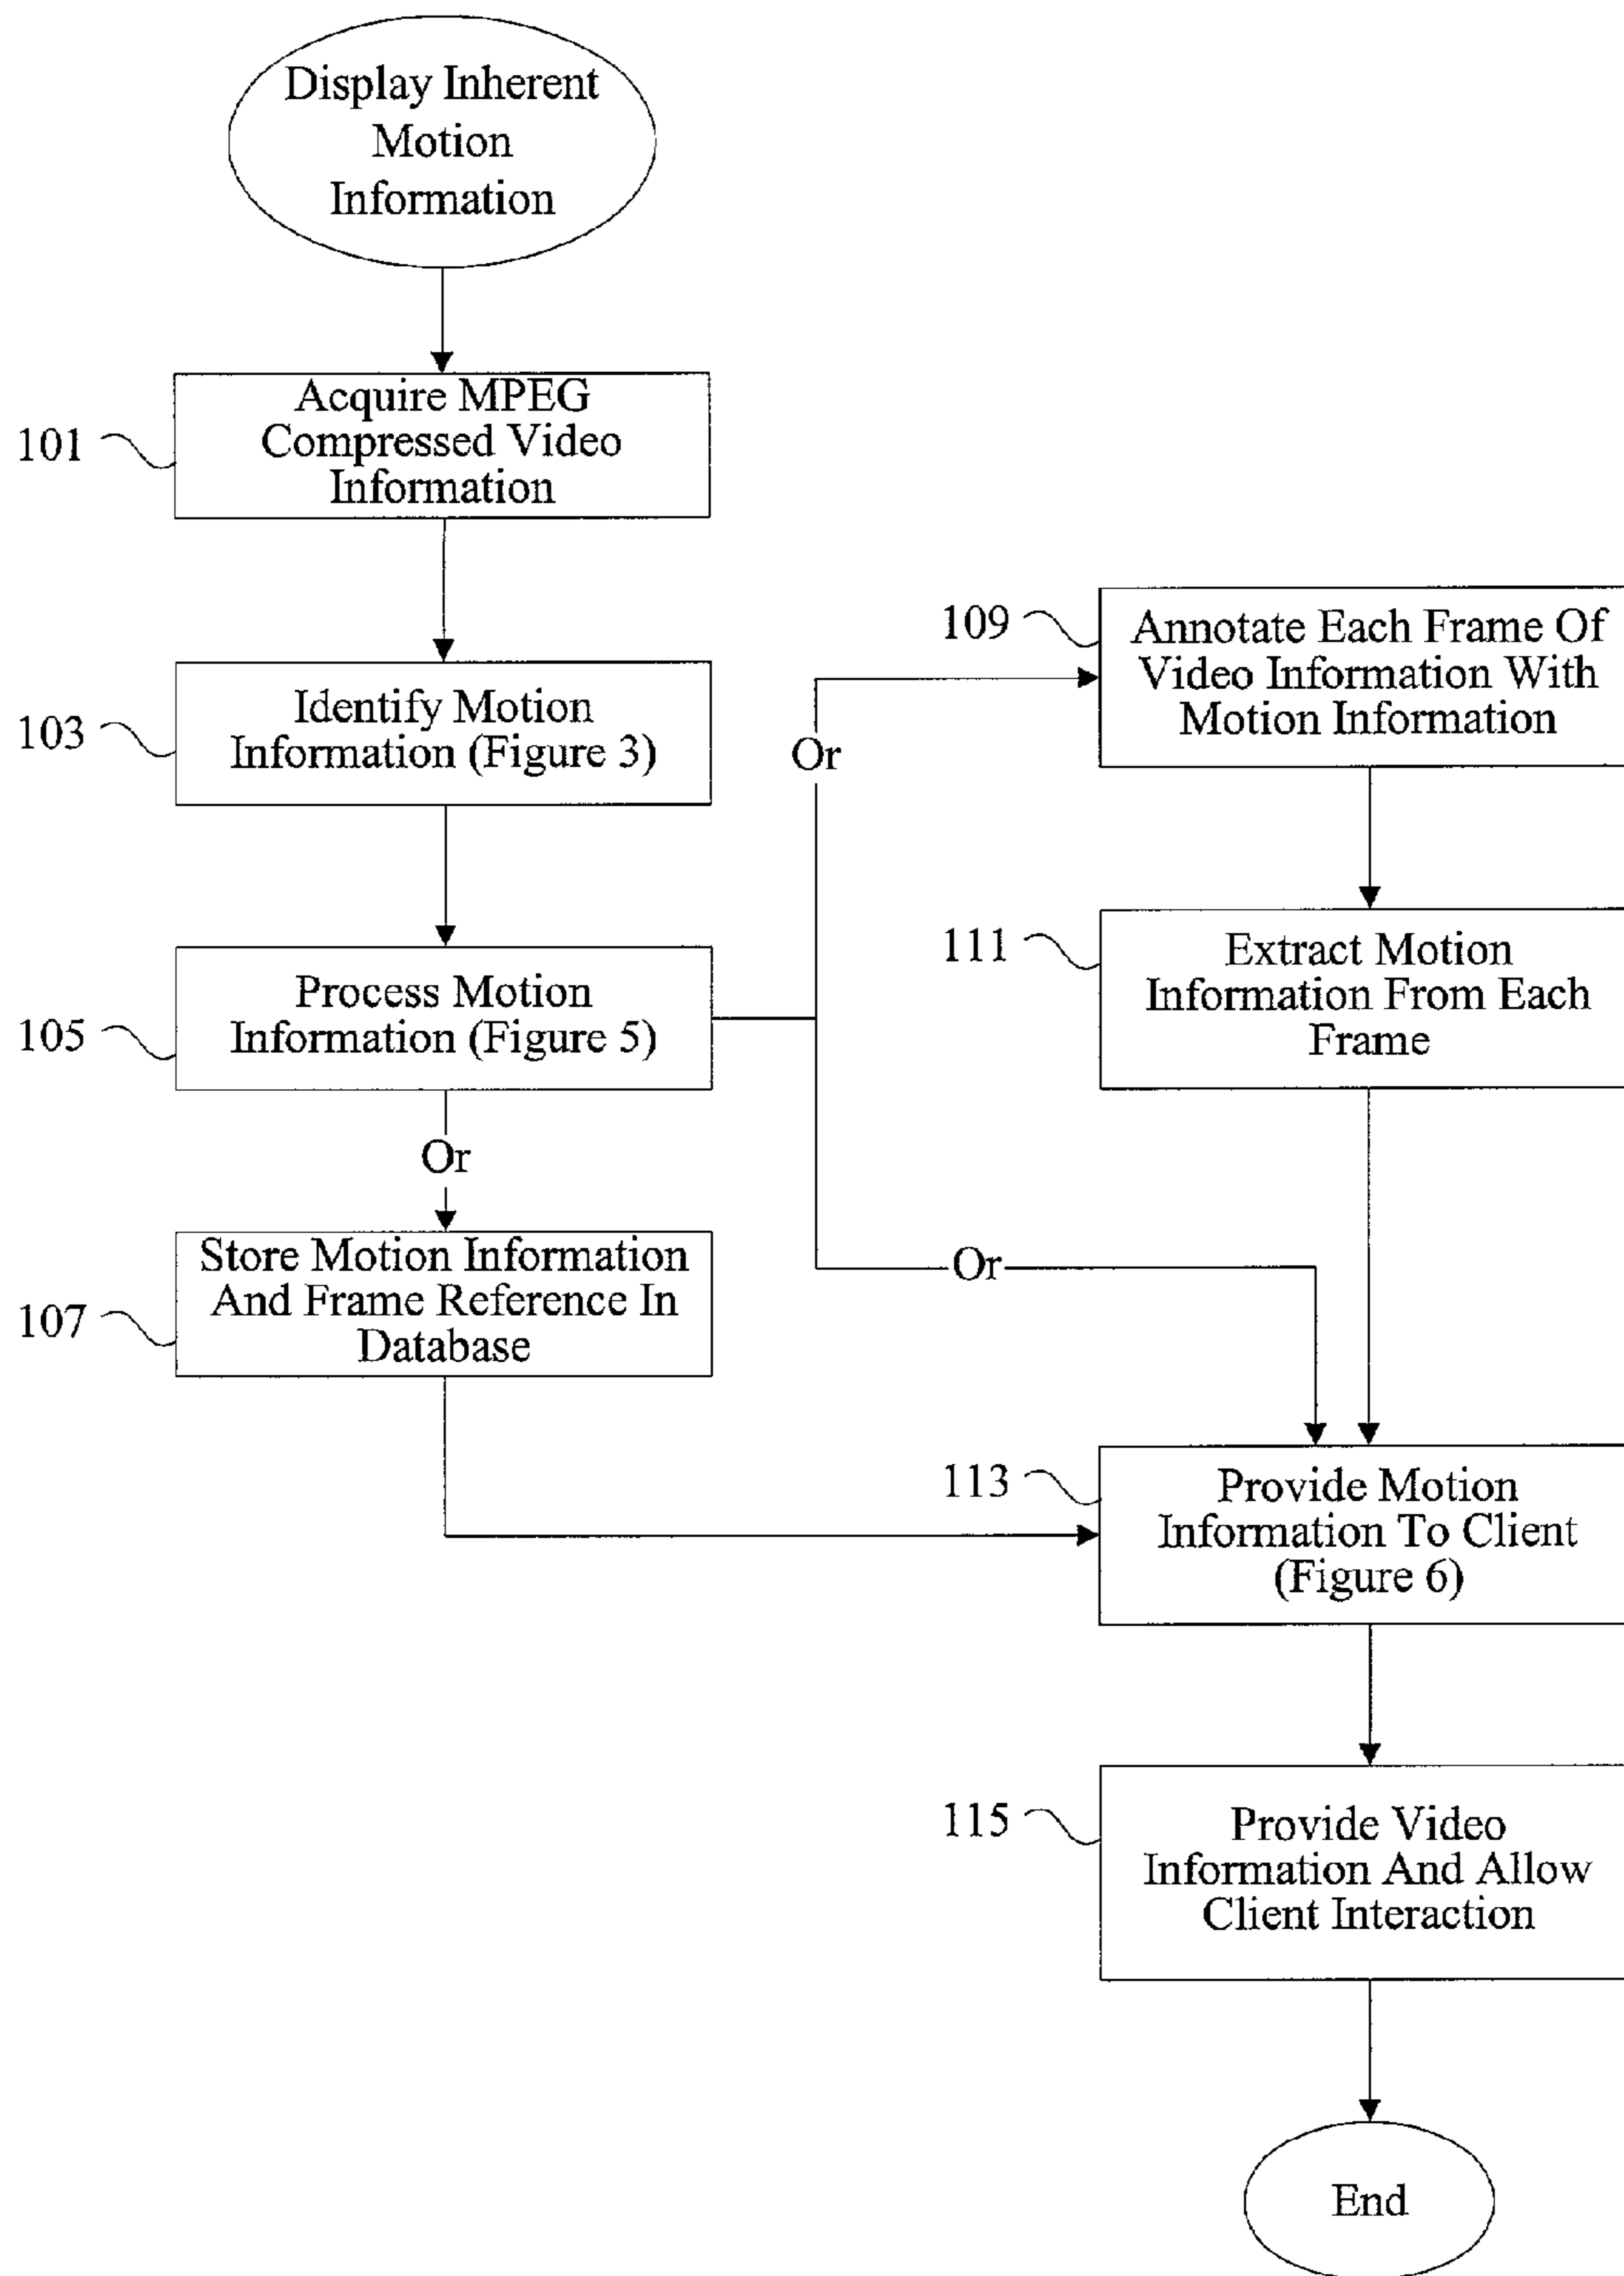 Display Inherent
Motion
Information
101
Acquire MPEG
Compressed Video
Information
103
Identify Motion
Information (Figure 3)
105
Process Motion
Information (Figure 5)
Or
107
Store Motion Information
And Frame Reference In
Database
Or
109
Annotate Each Frame Of
Video Information With
Motion Information
111
Extract Motion
Information From Each
Frame
Or
113
Provide Motion
Information To Client
(Figure 6)
115
Provide Video
Information And Allow
Client Interaction
End